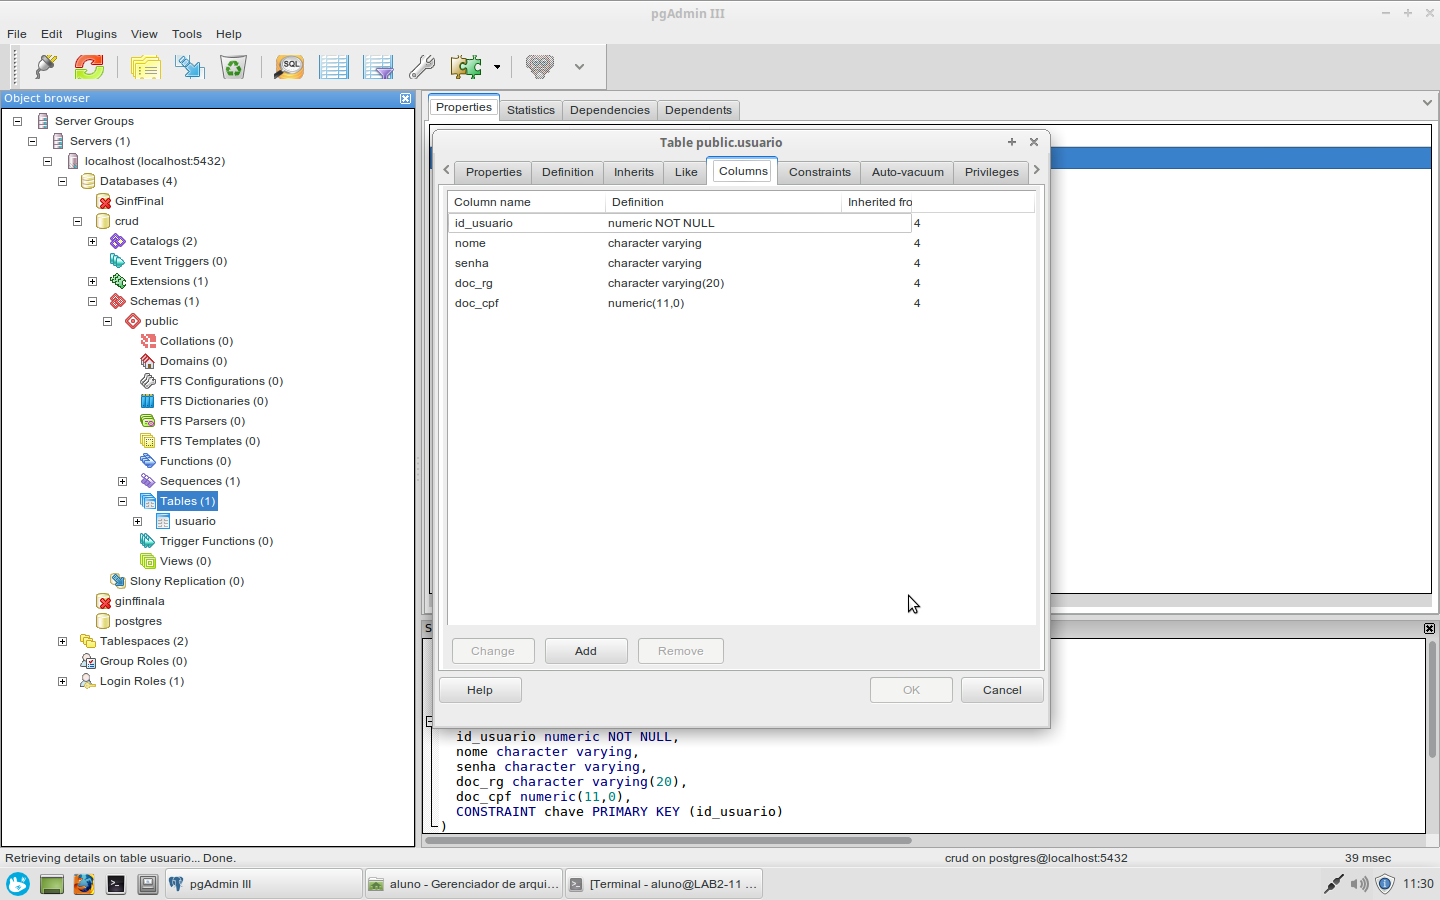 pgAdmin III
File Edit Plugins View Tools Help
SQL
Object browser
Server Groups
Servers (1)
localhost (localhost:5432)
Databases (4)
GinfFinal
crud
Catalogs (2)
Event Triggers (0)
Extensions (1)
Schemas (1)
public
Collations (0)
Domains (0)
FTS Configurations (0)
FTS Dictionaries (0)
FTS Parsers (0)
FTS Templates (0)
Functions (0)
Sequences (1)
Tables (1)
usuario
Trigger Functions (0)
Views (0)
Slony Replication (0)
ginffinala
postgres
Tablespaces (2)
Group Roles (0)
Login Roles (1)
Properties Statistics Dependencies Dependents
Table public.usuario
Properties Definition Inherits Like Columns Constraints Auto-vacuum Privileges
Column name Definition Inherited fro
id_usuario numeric NOT NULL 4
nome character varying 4
senha character varying 4
doc_rg character varying(20) 4
doc_cpf numeric(11,0) 4
Change Add Remove
Help OK Cancel
S
id_usuario numeric NOT NULL,
nome character varying,
senha character varying,
doc_rg character varying(20),
doc_cpf numeric(11,0),
CONSTRAINT chave PRIMARY KEY (id_usuario)
)
Retrieving details on table usuario... Done. crud on postgres@localhost:5432 39 msec
pgAdmin III aluno - Gerenciador de arqui... [Terminal - aluno@LAB2-11 ... 11:30